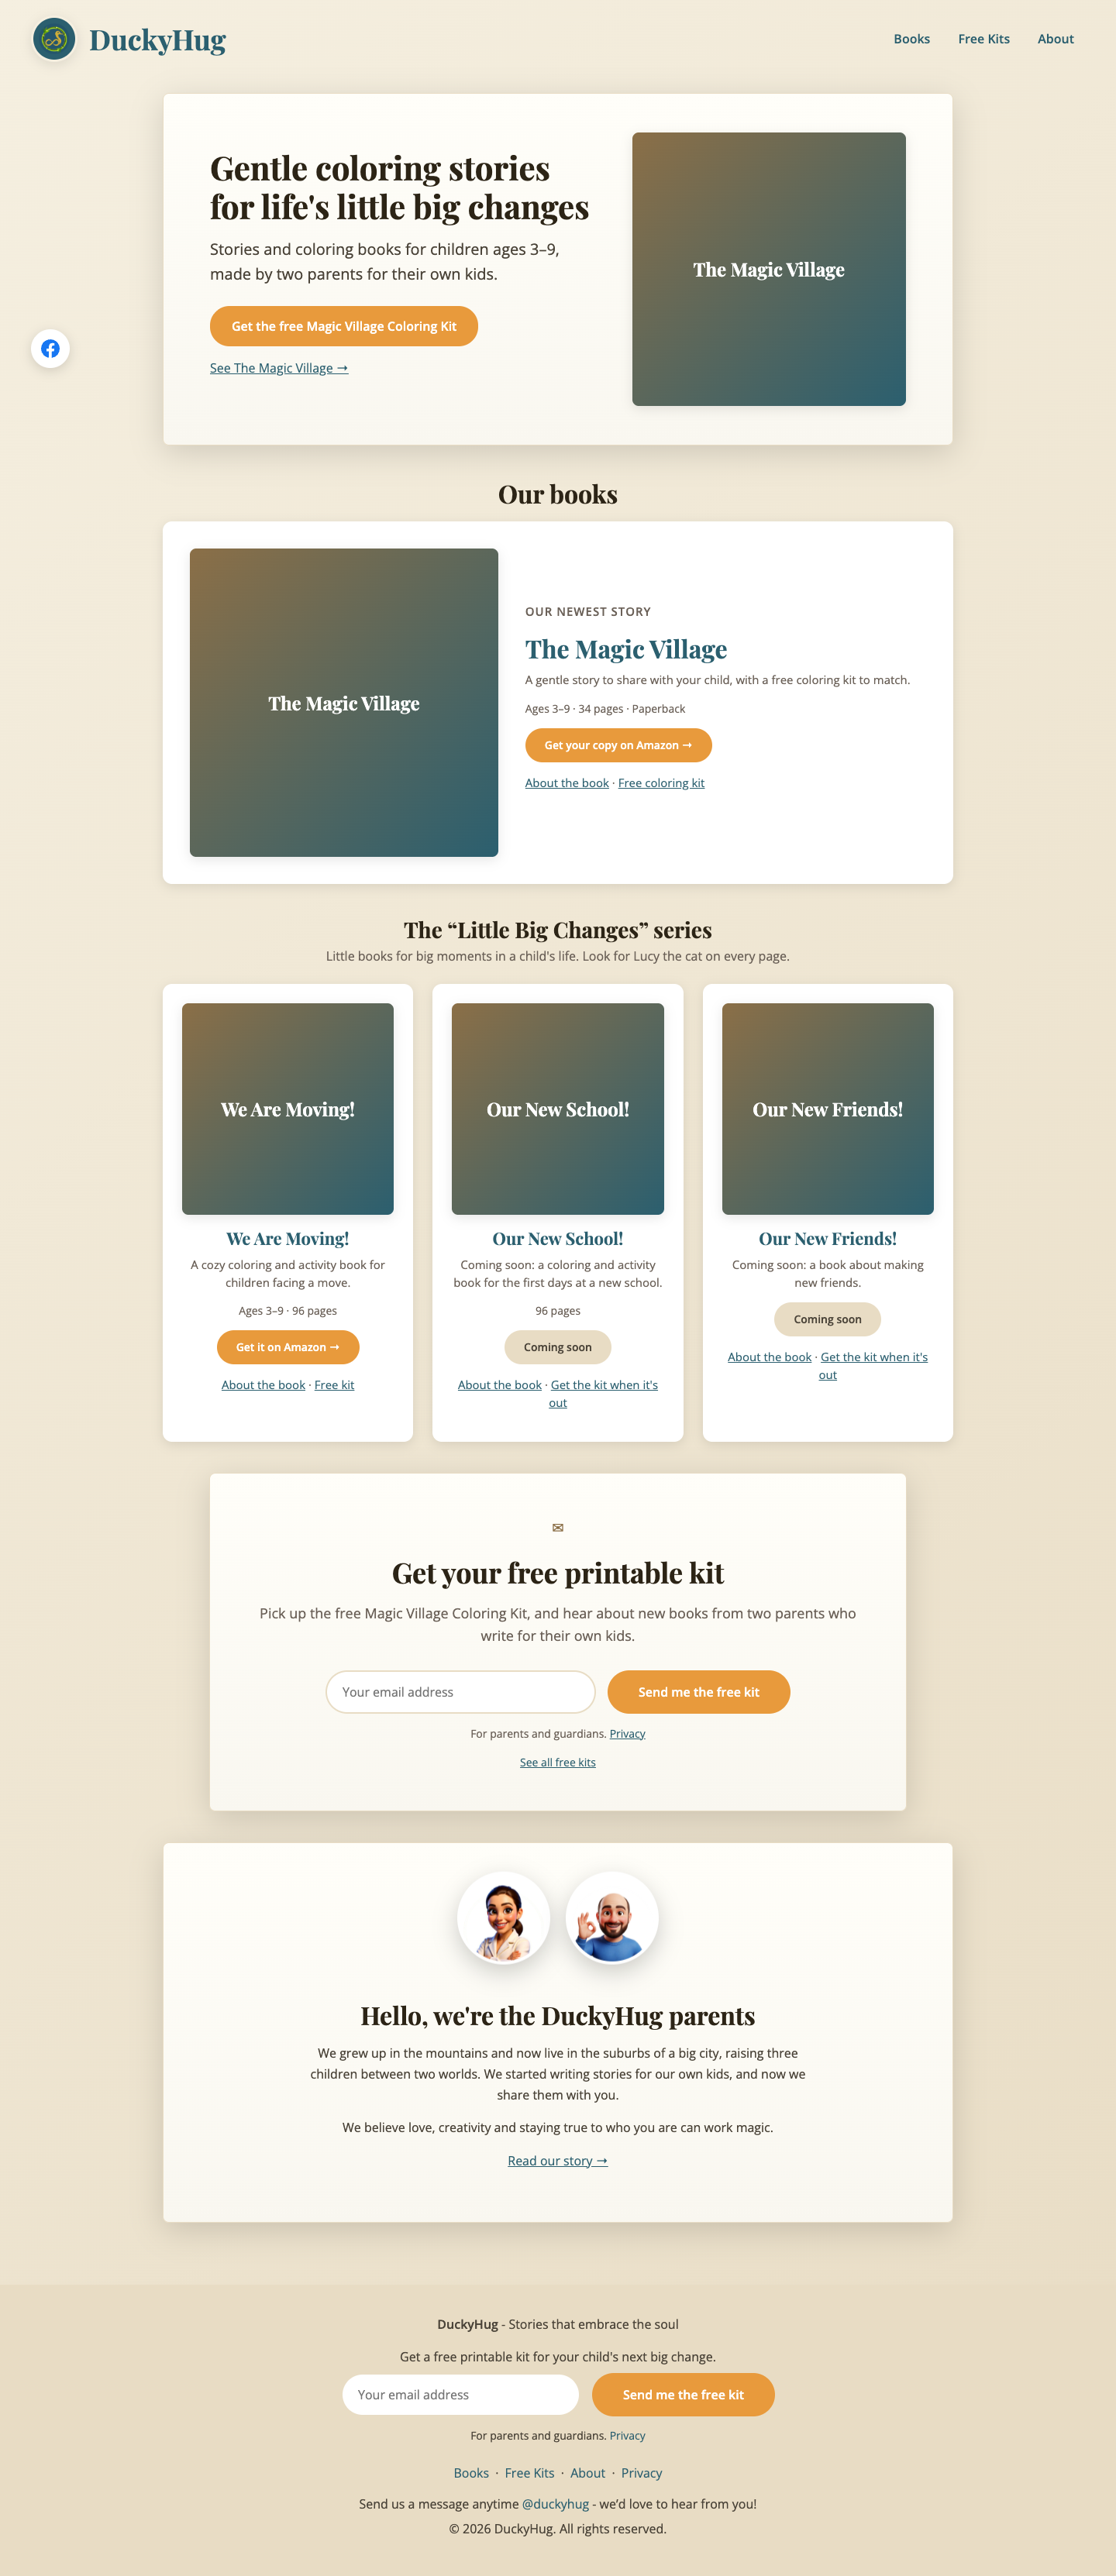 DuckyHug
Books
Free Kits
About
Gentle coloring stories
for life's little big changes
Stories and coloring books for children ages 3–9,
made by two parents for their own kids.
Get the free Magic Village Coloring Kit
See The Magic Village →
The Magic Village
Our books
The Magic Village
OUR NEWEST STORY
The Magic Village
A gentle story to share with your child, with a free coloring kit to match.
Ages 3–9 · 34 pages · Paperback
Get your copy on Amazon →
About the book · Free coloring kit
The “Little Big Changes” series
Little books for big moments in a child's life. Look for Lucy the cat on every page.
We Are Moving!
We Are Moving!
A cozy coloring and activity book for
children facing a move.
Ages 3–9 · 96 pages
Get it on Amazon →
About the book · Free kit
Our New School!
Our New School!
Coming soon: a coloring and activity
book for the first days at a new school.
96 pages
Coming soon
About the book · Get the kit when it's
out
Our New Friends!
Our New Friends!
Coming soon: a book about making
new friends.
Coming soon
About the book · Get the kit when it's
out
Get your free printable kit
Pick up the free Magic Village Coloring Kit, and hear about new books from two parents who
write for their own kids.
Your email address
Send me the free kit
For parents and guardians. Privacy
See all free kits
Hello, we're the DuckyHug parents
We grew up in the mountains and now live in the suburbs of a big city, raising three
children between two worlds. We started writing stories for our own kids, and now we
share them with you.
We believe love, creativity and staying true to who you are can work magic.
Read our story →
DuckyHug - Stories that embrace the soul
Get a free printable kit for your child's next big change.
Your email address
Send me the free kit
For parents and guardians. Privacy
Books · Free Kits · About · Privacy
Send us a message anytime @duckyhug - we’d love to hear from you!
© 2026 DuckyHug. All rights reserved.